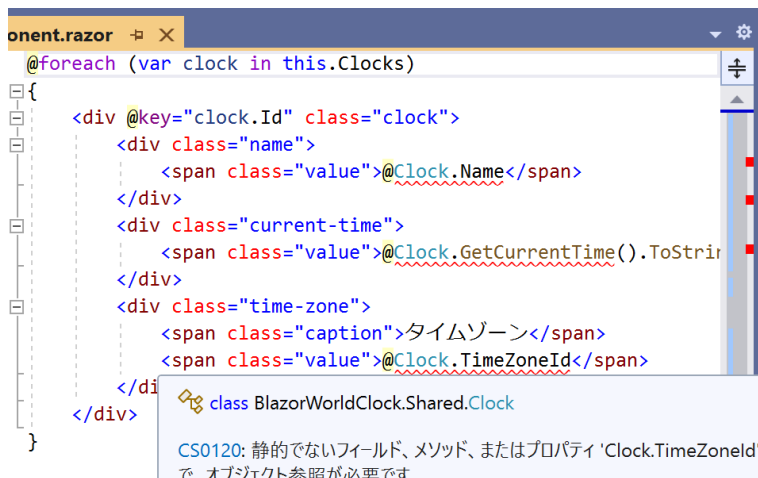 onent.razor
@foreach (var clock in this.Clocks)
{
<div @key="clock.Id" class="clock">
<div class="name">
<span class="value">@Clock.Name</span>
</div>
<div class="current-time">
<span class="value">@Clock.GetCurrentTime().ToStrin
</div>
<div class="time-zone">
<span class="caption">タイムゾーン</span>
<span class="value">@Clock.TimeZoneId</span>
</di
class BlazorWorldClock.Shared.Clock
</div>
}
CS0120: 静的でないフィールド、メソッド、またはプロパティ 'Clock.TimeZoneId'
で、オブジェクト参照が必要です